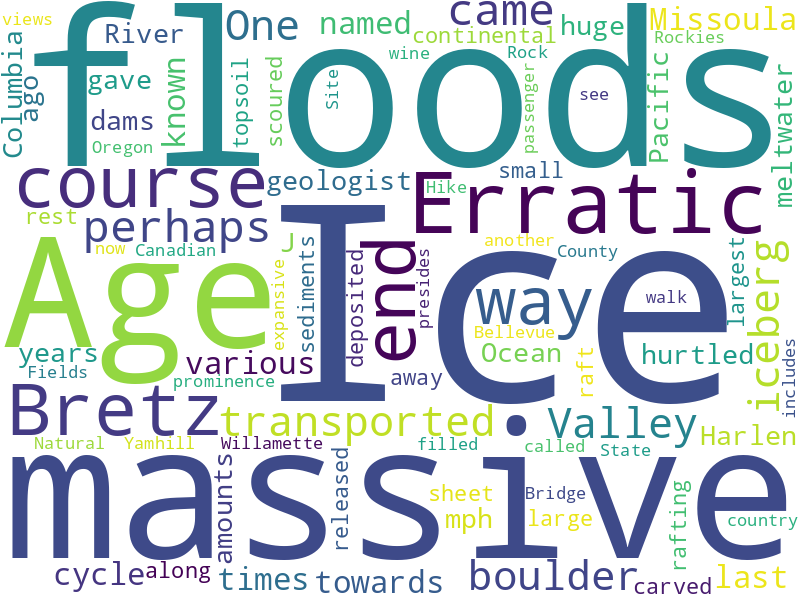 views
River
One
named
came
huge
Missoula
continental
Rockies
Columbia
ago
gave
known
topsoil
scoured
floods
Site
wine
Rock
passenger
see
Pacific
meltwater
dams
Oregon
course
geologist
Hike
small
Erratic
perhaps
rest
now
Canadian
J
Age
Ice
expansive
sediments
deposited
end
presides
another
County
way
walk
largest
iceberg
Bellevue
years
Fields
various
prominence
away
Ocean
raft
hurtled
includes
Bretz
transported
.
Valley
Harlen
Natural
Yamhill
Willamette
filled
called
State
massive
amounts
released
sheet
mph
Bridge
large
rafting
country
cycle
along
times
towards
boulder
carved
last